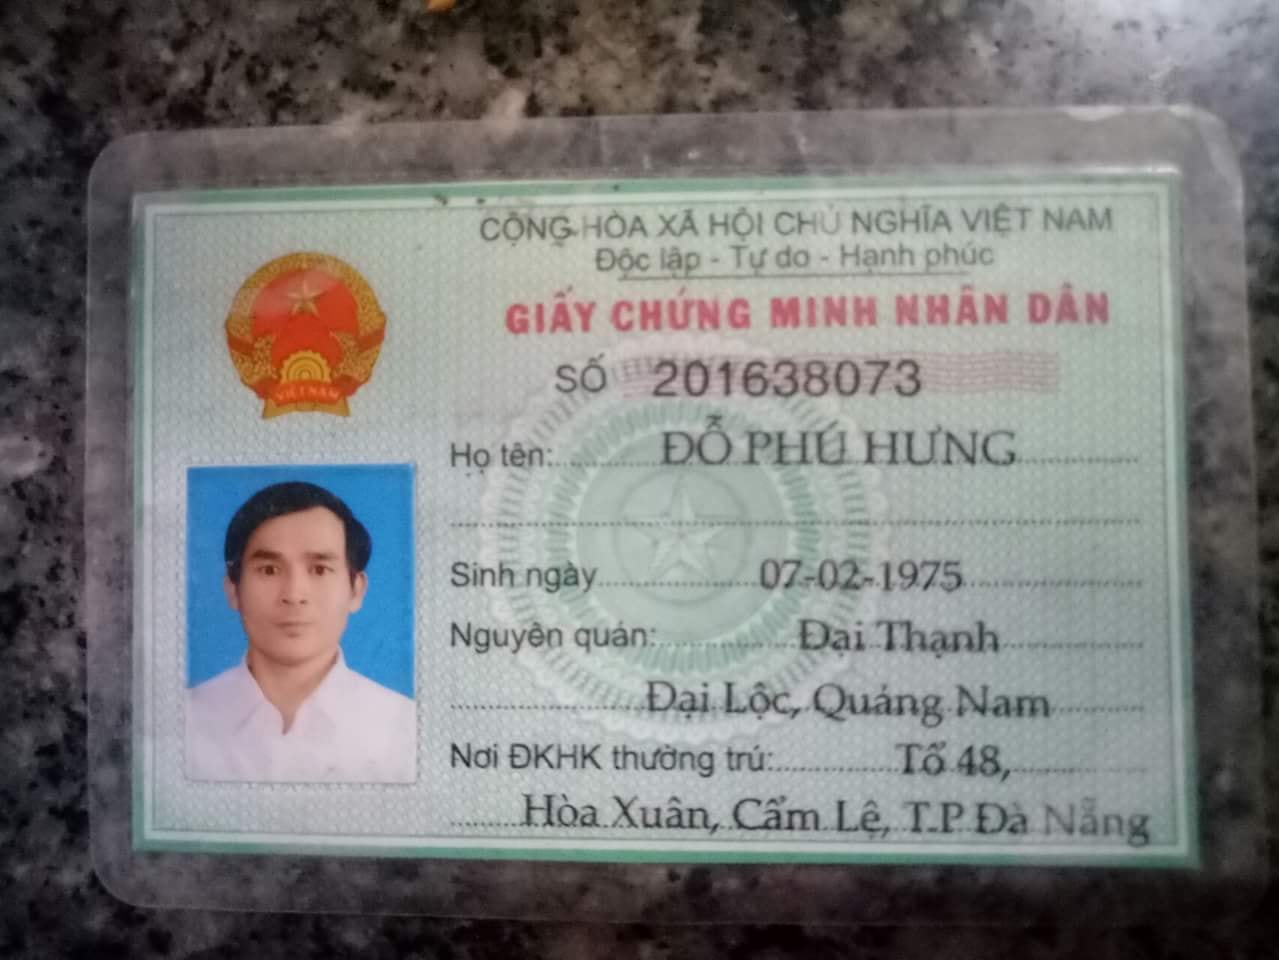 CỘNG HÒA XÃ HỘI CHỦ NGHĨA VIỆT NAM
Độc lập - Tự do - Hạnh phúc
GIẤY CHỨNG MINH NHÂN DÂN
SỐ 201638073
Họ tên: ĐỖ PHÚ HƯNG
Sinh ngày 07-02-1975
Nguyên quán: Đại Thạnh
Đại Lộc, Quảng Nam
Nơi ĐKHK thường trú: Tổ 48,
Hòa Xuân, Cẩm Lệ, T.P Đà Nẵng
VIỆT NAM